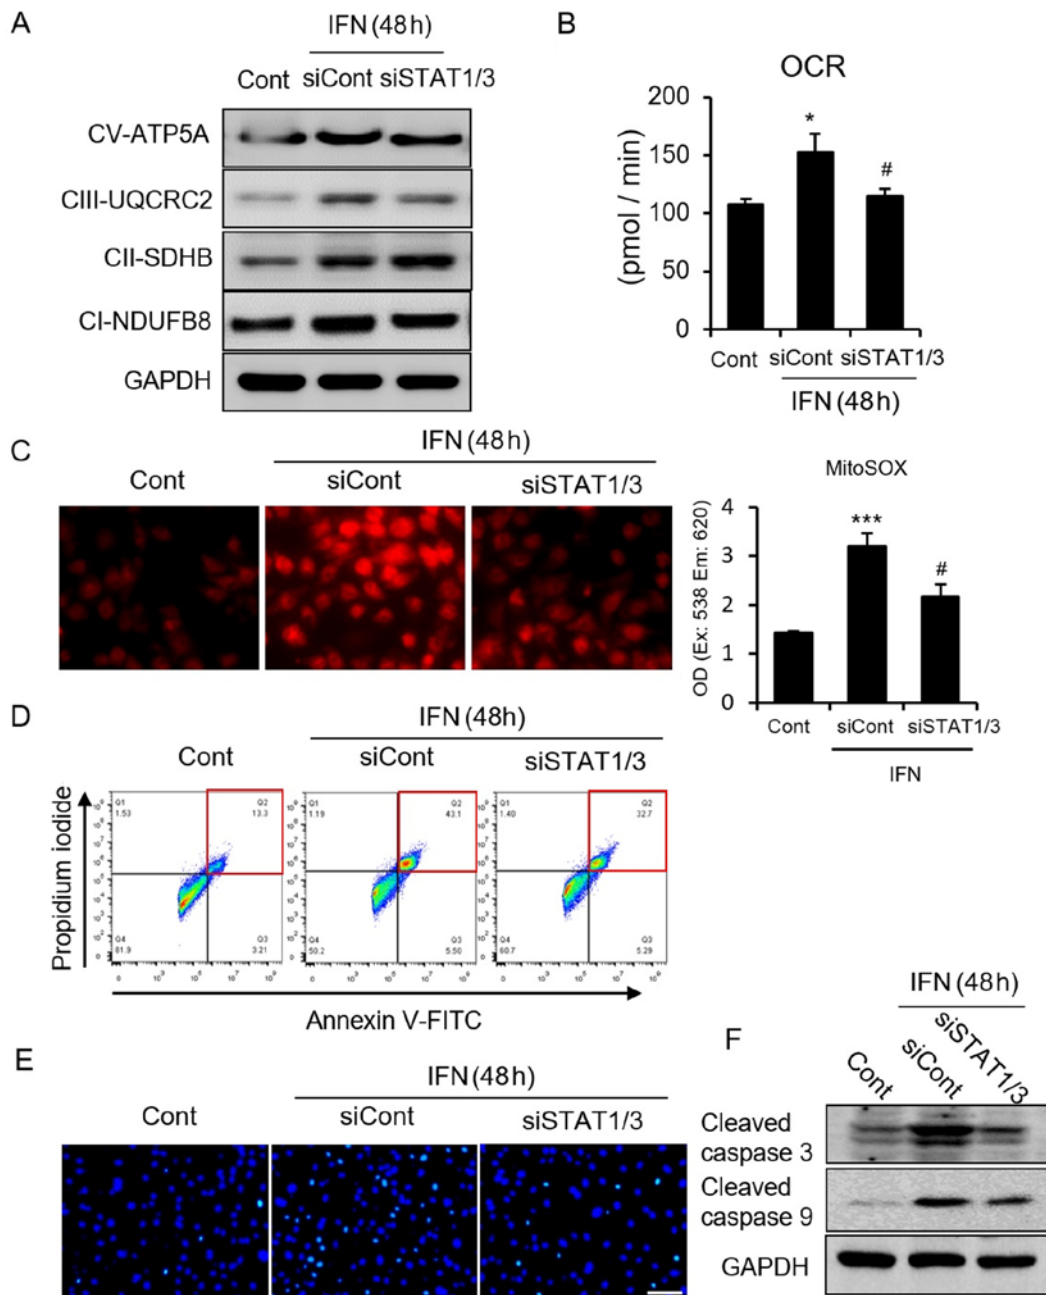 A
IFN (48h)
Cont siCont siSTAT1/3
CV-ATP5A
CIII-UQCRC2
CII-SDHB
CI-NDUFB8
GAPDH
B
OCR
(pmol / min)
200
150
100
50
0
*
#
Cont siCont siSTAT1/3
IFN (48h)
C
IFN (48h)
Cont siCont siSTAT1/3
MitoSOX
OD (Ex: 538 Em: 620)
4
3
2
1
0
***
#
Cont siCont siSTAT1/3
IFN
D
IFN (48h)
Cont siCont siSTAT1/3
Propidium iodide
Q1 1.53
Q2 13.3
Q4 81.9
Q3 3.21
Q1 1.19
Q2 43.1
Q4 50.2
Q3 5.50
Q1 1.40
Q2 32.7
Q4 60.7
Q3 5.29
Annexin V-FITC
E
IFN (48h)
Cont siCont siSTAT1/3
F
IFN (48h)
Cont siCont siSTAT1/3
Cleaved
caspase 3
Cleaved
caspase 9
GAPDH